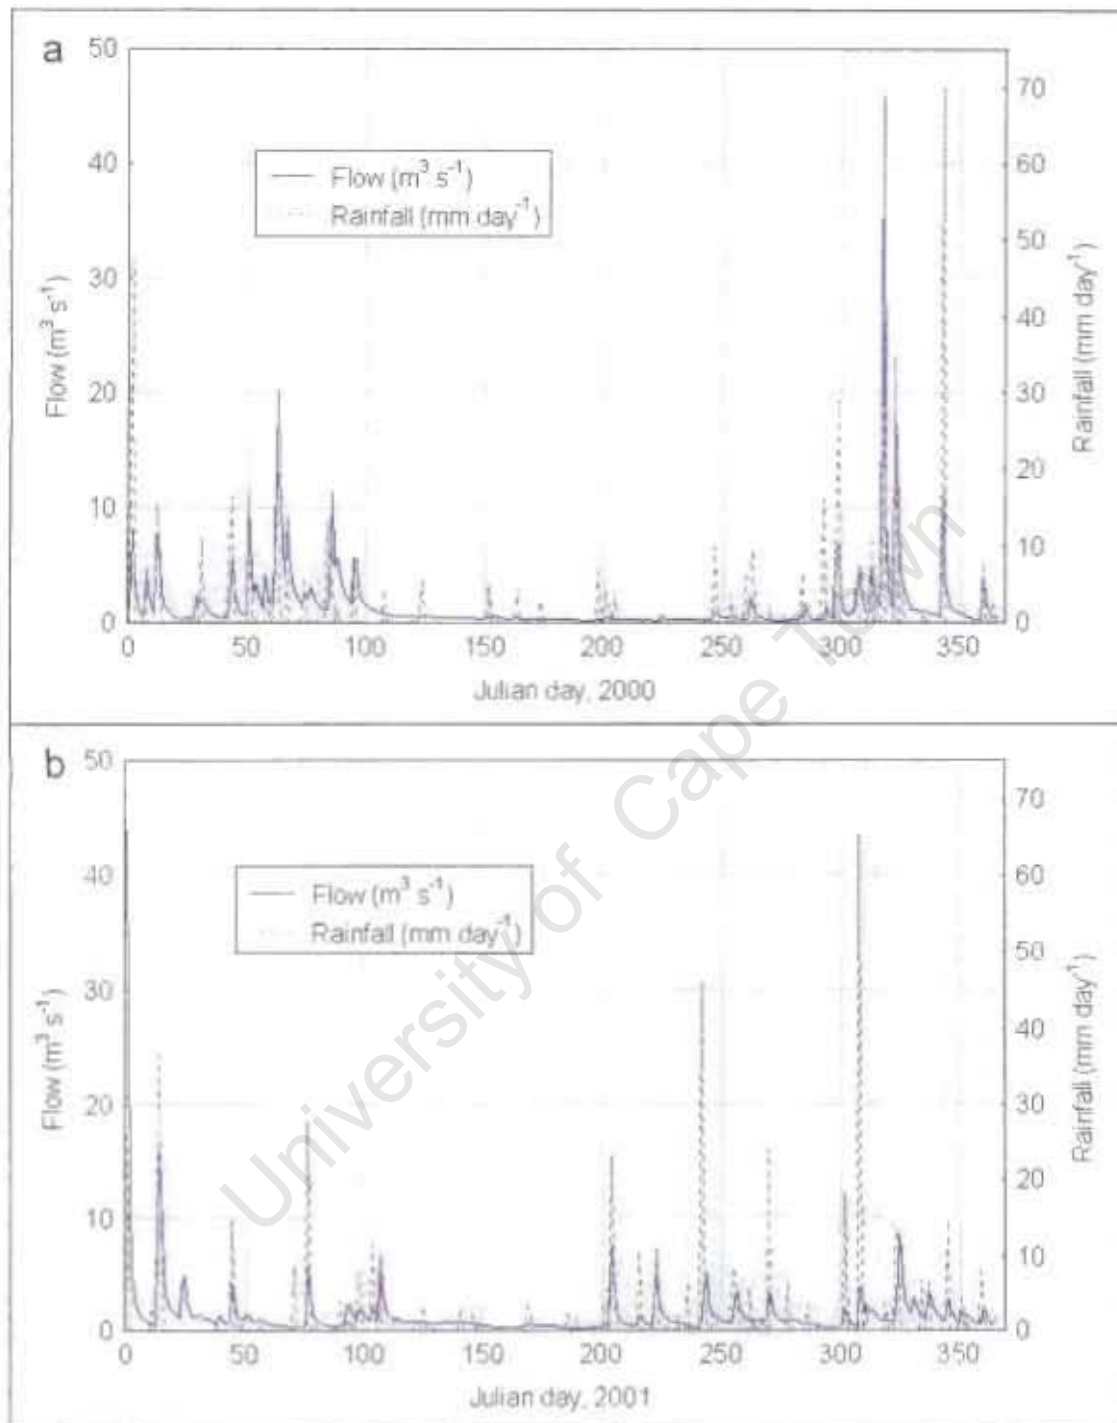 a
50
40
30
20
10
0
Flow (m³ s⁻¹)
Flow (m³ s⁻¹)
Rainfall (mm day⁻¹)
70
60
50
40
30
20
10
0
Rainfall (mm day⁻¹)
0 50 100 150 200 250 300 350
Julian day, 2000
b
50
40
30
20
10
0
Flow (m³ s⁻¹)
Flow (m³ s⁻¹)
Rainfall (mm day⁻¹)
70
60
50
40
30
20
10
0
Rainfall (mm day⁻¹)
0 50 100 150 200 250 300 350
Julian day, 2001
University of Cape Town